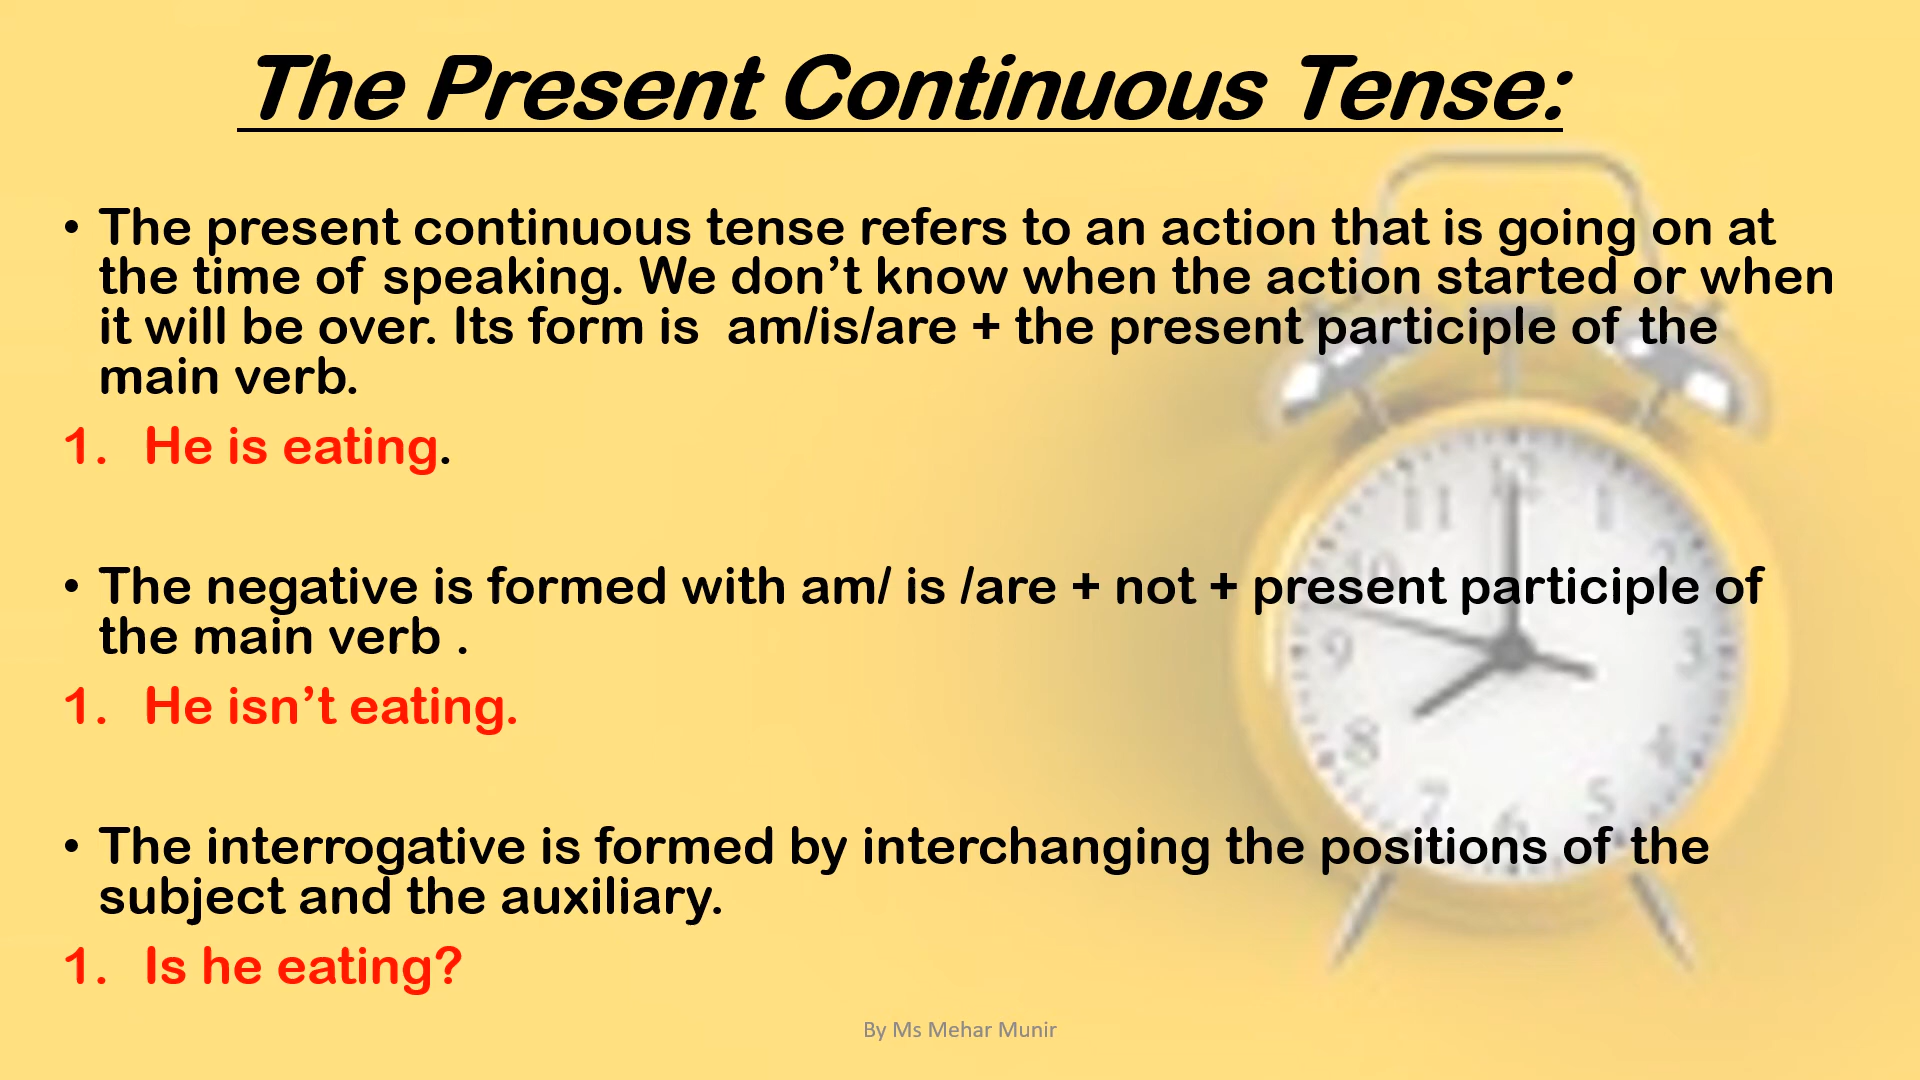 The Present Continuous Tense:
• The present continuous tense refers to an action that is going on at
the time of speaking. We don’t know when the action started or when
it will be over. Its form is  am/is/are + the present participle of the
main verb.
1. He is eating.
• The negative is formed with am/ is /are + not + present participle of
the main verb .
1. He isn’t eating.
• The interrogative is formed by interchanging the positions of the
subject and the auxiliary.
1. Is he eating?
By Ms Mehar Munir